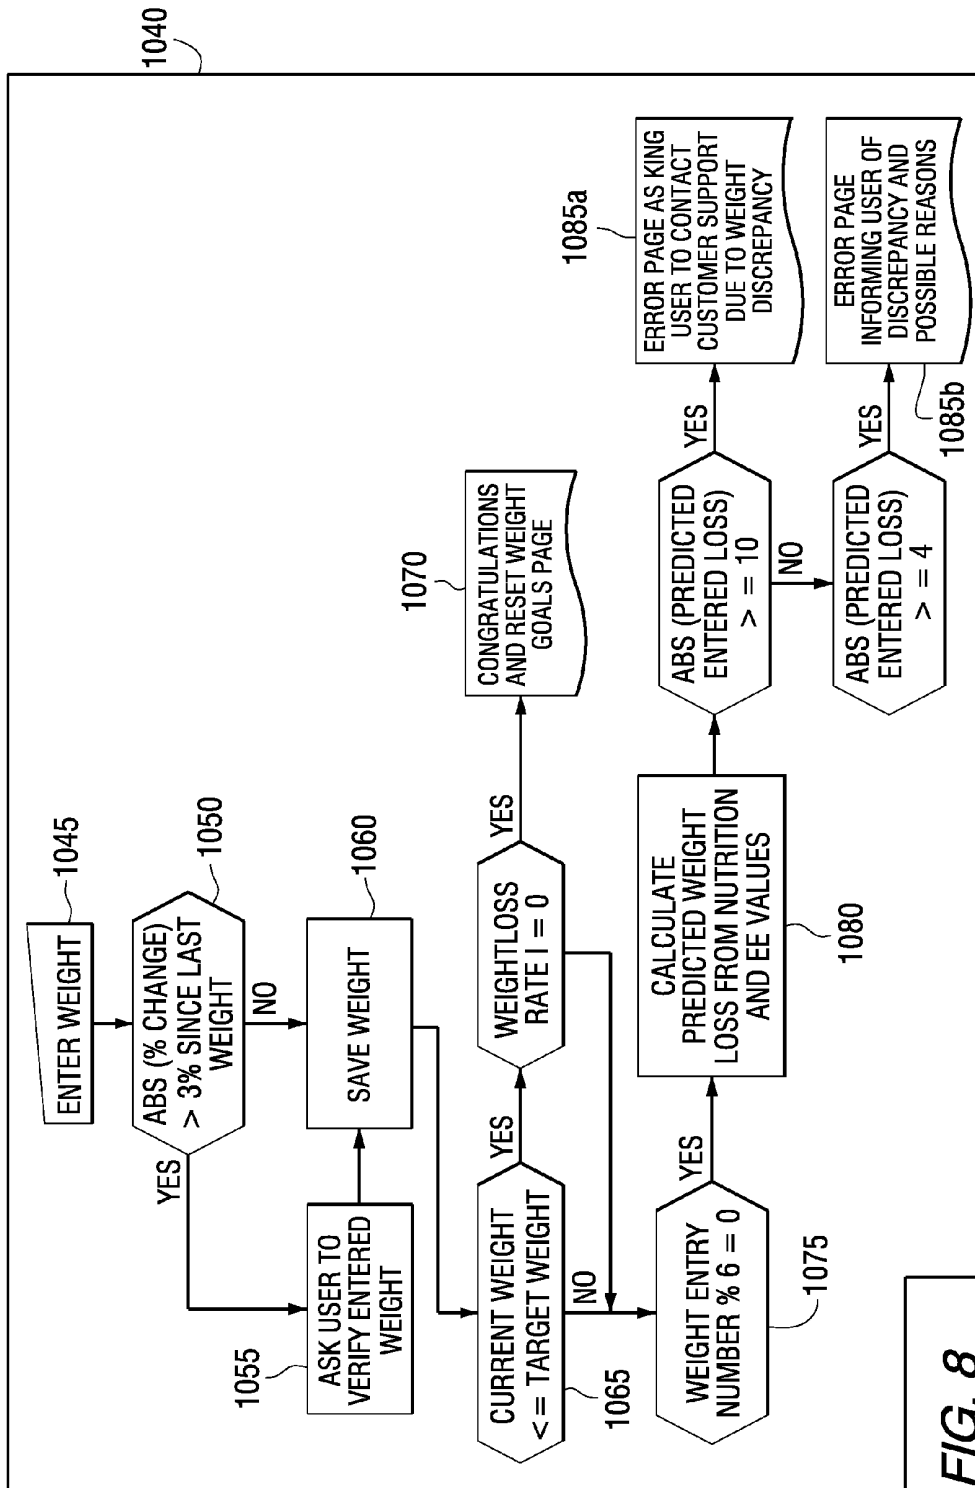 1040
ENTER WEIGHT
1045
ABS (% CHANGE)
> 3% SINCE LAST
WEIGHT
1050
YES
NO
ASK USER TO
VERIFY ENTERED
WEIGHT
1055
SAVE WEIGHT
1060
CURRENT WEIGHT
< = TARGET WEIGHT
1065
YES
NO
WEIGHTLOSS
RATE I = 0
YES
CONGRATULATIONS
AND RESET WEIGHT
GOALS PAGE
1070
WEIGHT ENTRY
NUMBER % 6 = 0
1075
YES
CALCULATE
PREDICTED WEIGHT
LOSS FROM NUTRITION
AND EE VALUES
1080
ABS (PREDICTED
ENTERED LOSS)
> = 10
YES
NO
ERROR PAGE AS KING
USER TO CONTACT
CUSTOMER SUPPORT
DUE TO WEIGHT
DISCREPANCY
1085a
ABS (PREDICTED
ENTERED LOSS)
> = 4
YES
ERROR PAGE
INFORMING USER OF
DISCREPANCY AND
POSSIBLE REASONS
1085b
FIG. 8